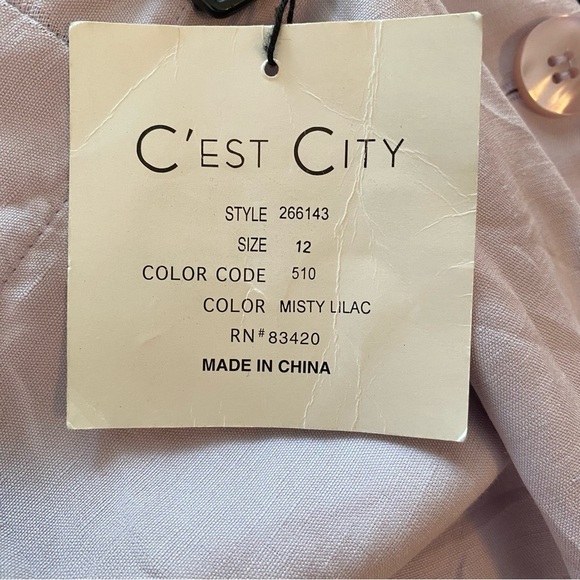 C'EST CITY
STYLE 266143
SIZE 12
COLOR CODE 510
COLOR MISTY LILAC
RN# 83420
MADE IN CHINA